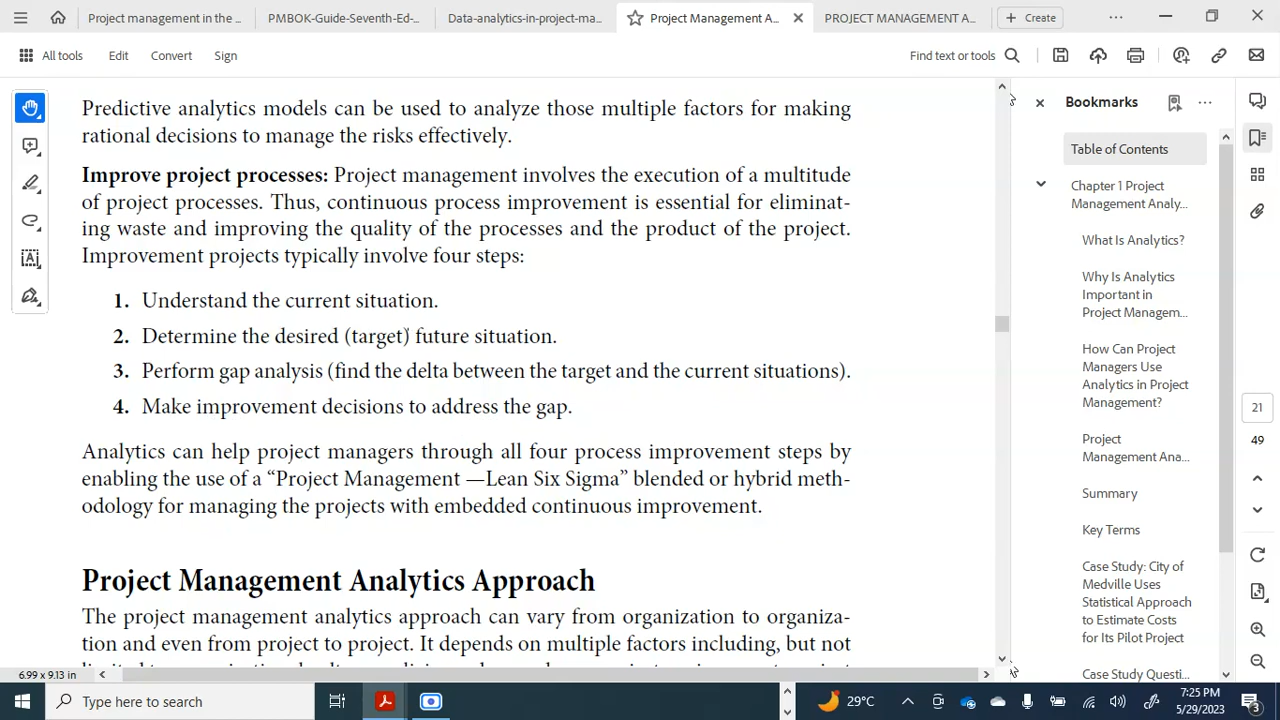 Project management in the ...
PMBOK-Guide-Seventh-Ed-...
Data-analytics-in-project-ma...
Project Management A...
PROJECT MANAGEMENT A...
Create
All tools
Edit
Convert
Sign
Find text or tools
Predictive analytics models can be used to analyze those multiple factors for making
rational decisions to manage the risks effectively.
Improve project processes: Project management involves the execution of a multitude
of project processes. Thus, continuous process improvement is essential for eliminat-
ing waste and improving the quality of the processes and the product of the project.
Improvement projects typically involve four steps:
1. Understand the current situation.
2. Determine the desired (target) future situation.
3. Perform gap analysis (find the delta between the target and the current situations).
4. Make improvement decisions to address the gap.
Analytics can help project managers through all four process improvement steps by
enabling the use of a “Project Management —Lean Six Sigma” blended or hybrid meth-
odology for managing the projects with embedded continuous improvement.
Project Management Analytics Approach
The project management analytics approach can vary from organization to organiza-
tion and even from project to project. It depends on multiple factors including, but not
Bookmarks
Table of Contents
Chapter 1 Project
Management Analy...
What Is Analytics?
Why Is Analytics
Important in
Project Managem...
How Can Project
Managers Use
Analytics in Project
Management?
Project
Management Ana...
Summary
Key Terms
Case Study: City of
Medville Uses
Statistical Approach
to Estimate Costs
for Its Pilot Project
Case Study Questi...
21
49
6.99 x 9.13 in
Type here to search
29°C
7:25 PM
5/29/2023
3